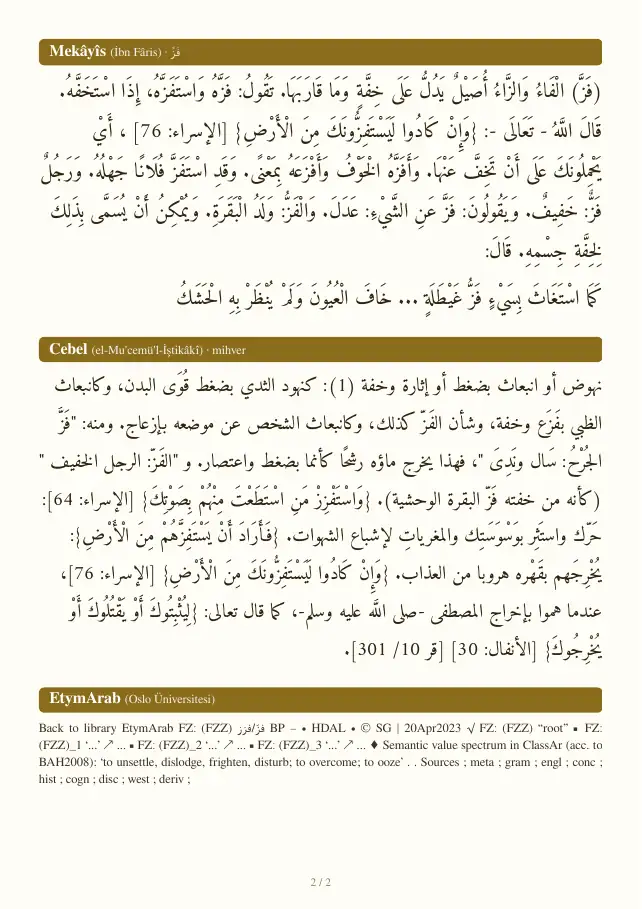 Mekâyîs (İbn Fâris) · فَزَّ
(فَزَّ) الْفَاءُ وَالزَّاءُ أُصَيْلٌ يَدُلُّ عَلَى خِفَّةٍ وَمَا قَارَبَهَا. تَقُولُ: فَزَّهُ وَاسْتَفَزَّهُ، إِذَا اسْتَخَفَّهُ.
قَالَ اللَّهُ - تَعَالَى -: {وَإِنْ كَادُوا لَيَسْتَفِزُّونَكَ مِنَ الْأَرْضِ} [الإسراء: 76] ، أَيْ
يَحْمِلُونَكَ عَلَى أَنْ تَخِفَّ عَنْهَا. وَأَفَزَّهُ الْخَوْفُ وَأَفْزَعَهُ بِمَعْنًى. وَقَدِ اسْتَفَزَّ فُلَانًا جَهْلُهُ. وَرَجُلٌ
فَزٌّ: خَفِيفٌ. وَيَقُولُونَ: فَزَّ عَنِ الشَّيْءِ: عَدَلَ. وَالْفَزُّ: وَلَدُ الْبَقَرَةِ. وَيُمْكِنُ أَنْ يُسَمَّى بِذَلِكَ
لِخِفَّةِ جِسْمِهِ. قَالَ:
كَمَا اسْتَغَاثَ بِسَيْءٍ فَزُّ غَيْطَلَةٍ ... خَافَ الْعُيُونَ وَلَمْ يُنْظَرْ بِهِ الْحَشَكُ
Cebel (el-Mu'cemü'l-İştikâkî) · mihver
نهوض أو انبعاث بضغط أو إثارة وخفة (1): كنهود الثدي بضغط قُوَى البدن، وكانبعاث
الظبي بفَزَع وخفة، وشأن الفَزّ كذلك، وكانبعاث الشخص عن موضعه بإزعاج. ومنه: "فَزَّ
الجُرْحُ: سَال ونَدِىَ "، فهذا يخرج ماؤه رشحًا كأنما بضغط واعتصار. و "الفَزّ: الرجل الخفيف "
(كأنه من خفته فَزّ البقرة الوحشية). {وَاسْتَفْزِزْ مَنِ اسْتَطَعْتَ مِنْهُمْ بِصَوْتِكَ} [الإسراء: 64]:
حَرِّك واستَثِر بوَسْوَسَتِك والمغريات لإشباع الشهوات. {فَأَرَادَ أَنْ يَسْتَفِزَّهُمْ مِنَ الْأَرْضِ}:
يُخْرِجَهم بقَهْره هروبا من العذاب. {وَإِنْ كَادُوا لَيَسْتَفِزُّونَكَ مِنَ الْأَرْضِ} [الإسراء: 76]،
عندما هموا بإخراج المصطفى -صلى الله عليه وسلم-، كما قال تعالى: {لِيُثْبِتُوكَ أَوْ يَقْتُلُوكَ أَوْ
يُخْرِجُوكَ} [الأنفال: 30] [قر 10/ 301].
EtymArab (Oslo Üniversitesi)
Back to library EtymArab FZ: (FZZ) فزّ/فزز BP – • HDAL • © SG | 20Apr2023 √ FZ: (FZZ) “root” ▪ FZ:
(FZZ)_1 ‘...’ ↗ ... ▪ FZ: (FZZ)_2 ‘...’ ↗ ... ▪ FZ: (FZZ)_3 ‘...’ ↗ ... ♦ Semantic value spectrum in ClassAr (acc. to
BAH2008): ‘to unsettle, dislodge, frighten, disturb; to overcome; to ooze’ . . Sources ; meta ; gram ; engl ; conc ;
hist ; cogn ; disc ; west ; deriv ;
2 / 2